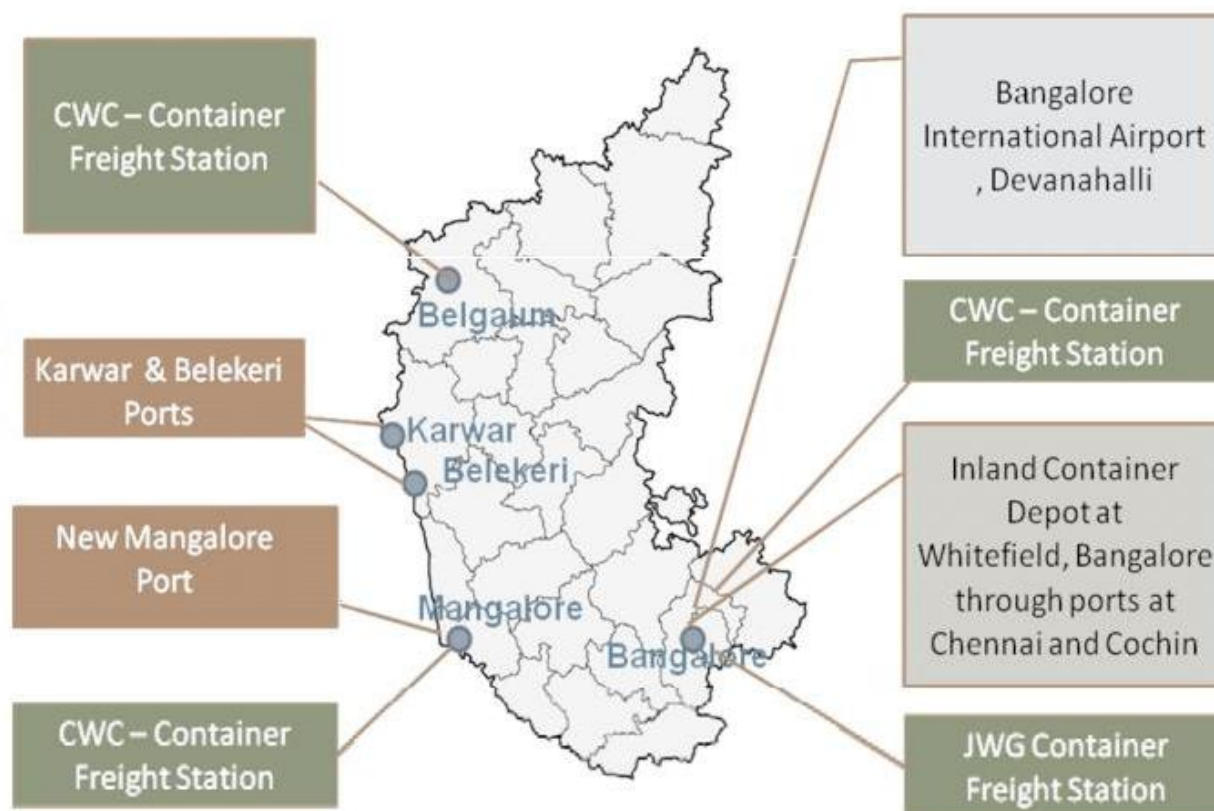 CWC – Container
Freight Station
Karwar & Belekeri
Ports
New Mangalore
Port
CWC – Container
Freight Station
Belgaum
Karwar
Belekeri
Mangalore
Bangalore
Bangalore
International Airport
, Devanahalli
CWC – Container
Freight Station
Inland Container
Depot at
Whitefield, Bangalore
through ports at
Chennai and Cochin
JWG Container
Freight Station